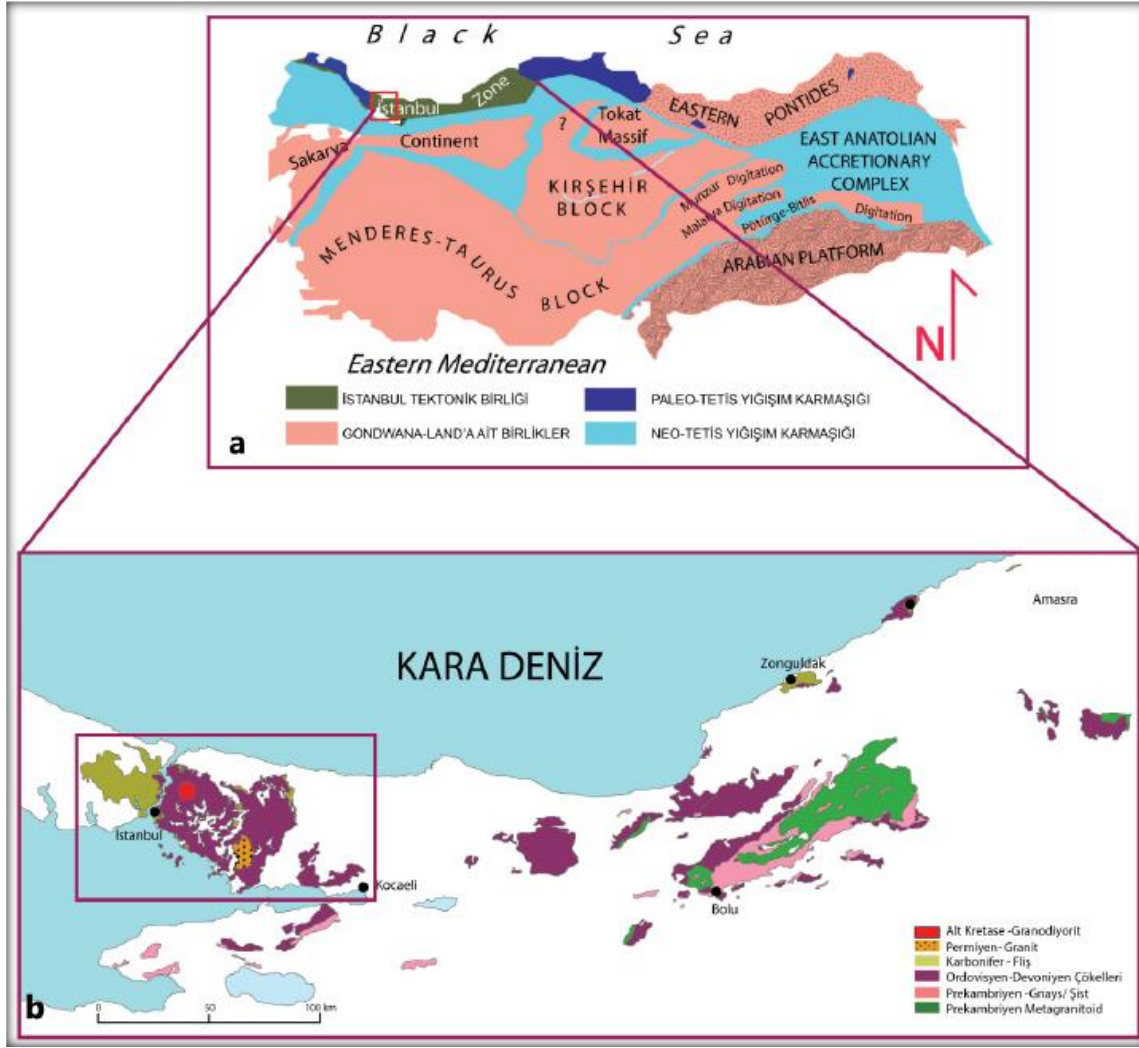 Black Sea
İstanbul Zone
Tokat Massif
EASTERN PONTIDES
?
Sakarya Continent
EAST ANATOLIAN
ACCRETIONARY
COMPLEX
KIRŞEHİR
BLOCK
Munzur Digitation
Malatya Digitation
Pötürge-Bitlis Digitation
MENDERES-TAURUS BLOCK
ARABIAN PLATFORM
N
Eastern Mediterranean
İSTANBUL TEKTONİK BİRLİĞİ
PALEO-TETİS YIĞIŞIM KARMAŞIĞI
GONDWANA-LAND'A AİT BİRLİKLER
NEO-TETİS YIĞIŞIM KARMAŞIĞI
a
Amasra
KARA DENİZ
Zonguldak
İstanbul
Kocaeli
Bolu
Alt Kretase -Granodiyorit
Permiyen- Granit
Karbonifer - Fliş
Ordovisyen-Devoniyen Çökelleri
Prekambriyen -Gnays/ Şist
Prekambriyen Metagranitoid
b
0 50 100 km